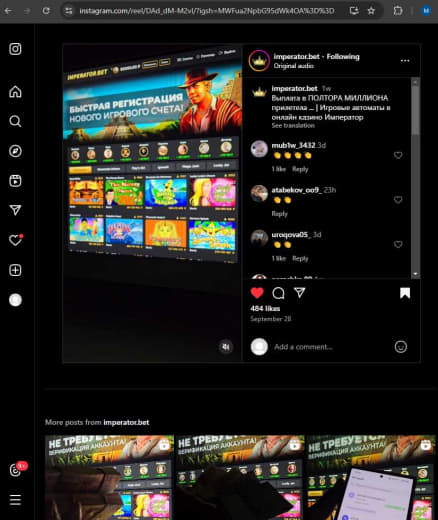 instagram.com/reel/DAd_dM-M2vl/?igsh=MWFua2NpbG95dWk4OA%3D%3D
IMPERATOR.BET
БЫСТРАЯ РЕГИСТРАЦИЯ
НОВОГО ИГРОВОГО СЧЕТА!
imperator.bet · Following
Original audio
imperator.bet 1w
Выплата в ПОЛТОРА МИЛЛИОНА
прилетела ... | Игровые автоматы в
онлайн казино Император
See translation
mub1w_3432 3d
👏👏👏👏
1 like Reply
atabekov_oo9_ 23h
👏👏
Reply
uroqova05_ 3d
👏👏
1 like Reply
484 likes
September 28
Add a comment...
9+
More posts from imperator.bet
НЕ ТРЕБУЕТСЯ
ВЕРИФИКАЦИЯ АККАУНТА!
НЕ ТРЕБУЕТСЯ
ВЕРИФИКАЦИЯ АККАУНТА!
НЕ ТРЕБУЕТСЯ
ВЕРИФИКАЦИЯ АККАУНТА!